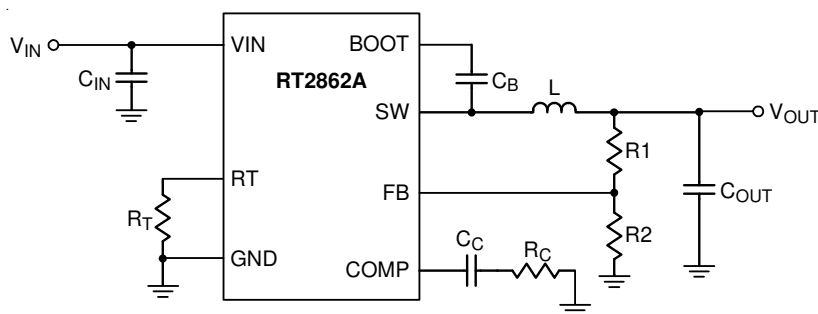 VIN
VIN
BOOT
CIN
RT2862A
CB
L
SW
VOUT
R1
RT
FB
COUT
RT
R2
CC
RC
GND
COMP